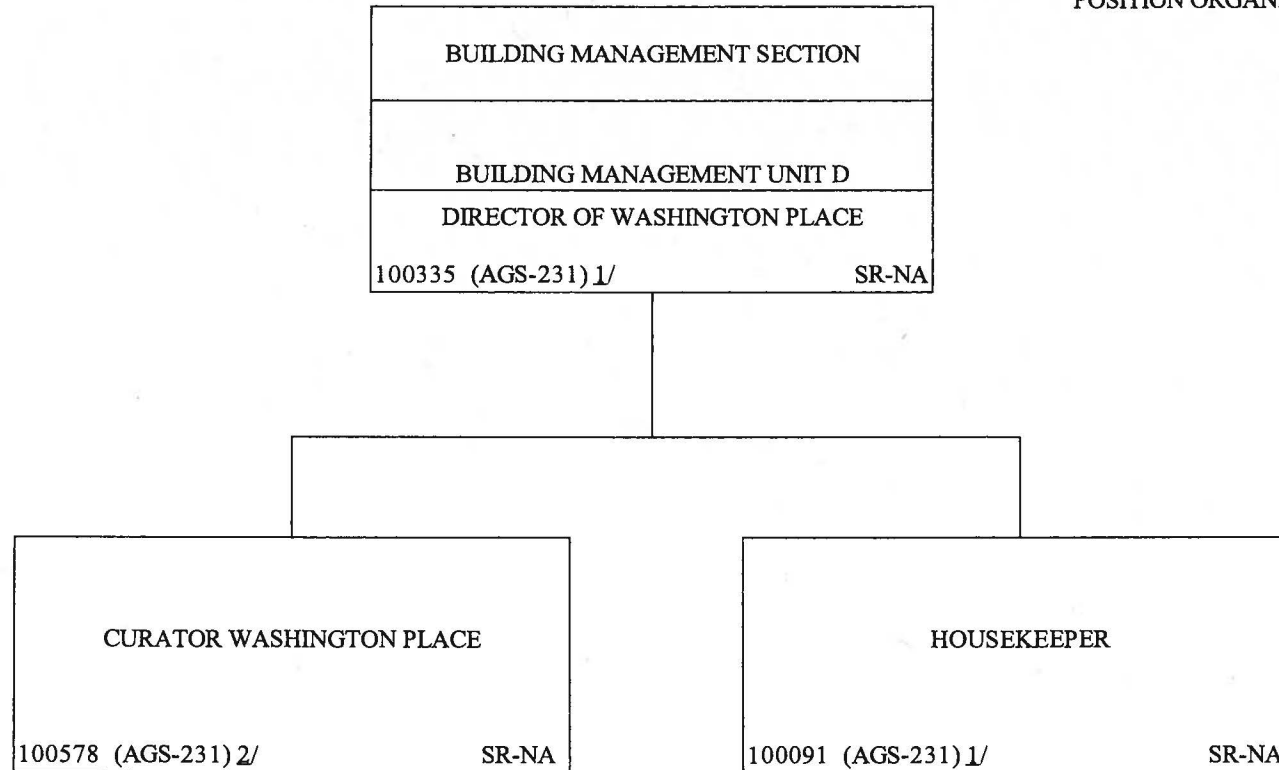 POSITION ORGAN
BUILDING MANAGEMENT SECTION
BUILDING MANAGEMENT UNIT D
DIRECTOR OF WASHINGTON PLACE
100335 (AGS-231) 1/ SR-NA
CURATOR WASHINGTON PLACE
100578 (AGS-231) 2/ SR-NA
HOUSEKEEPER
100091 (AGS-231) 1/ SR-NA